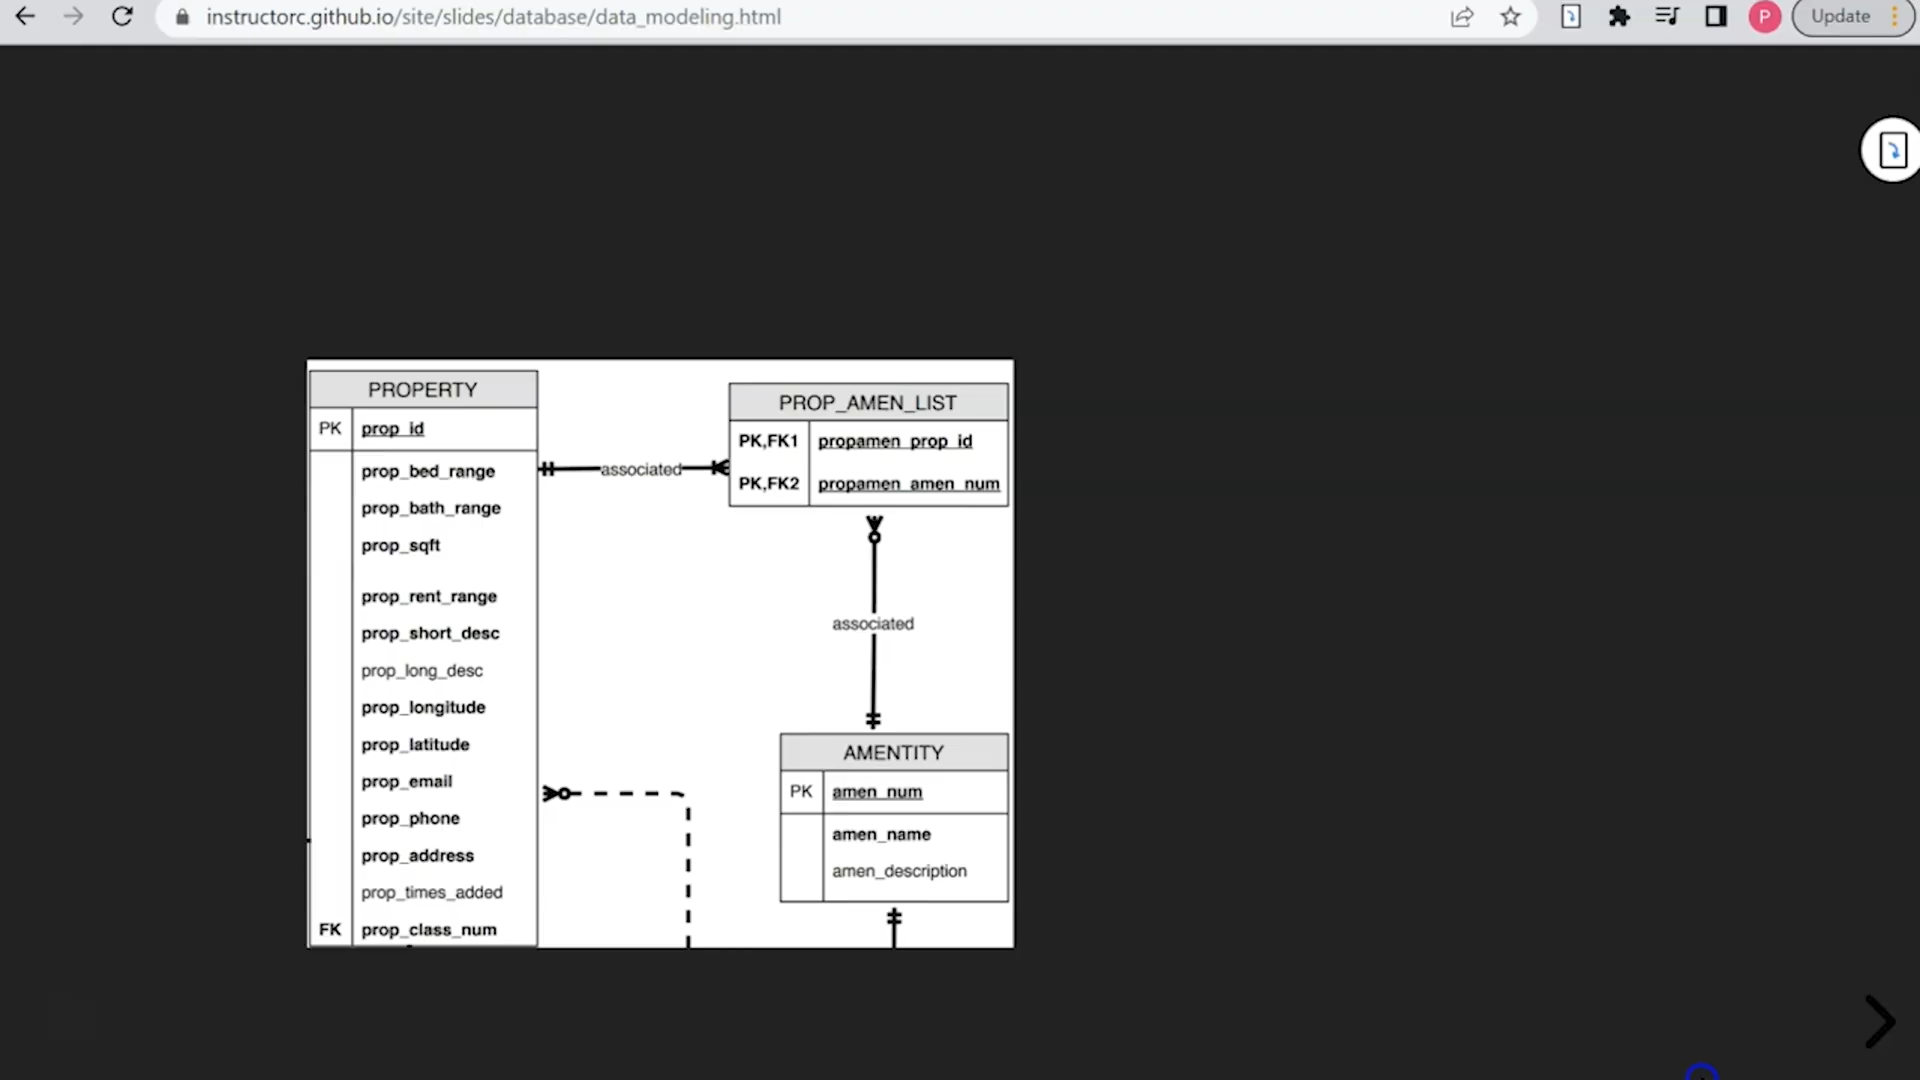 instructorc.github.io/site/slides/database/data_modeling.html
P
Update
PROPERTY
PK prop_id
prop_bed_range
prop_bath_range
prop_sqft
prop_rent_range
prop_short_desc
prop_long_desc
prop_longitude
prop_latitude
prop_email
prop_phone
prop_address
prop_times_added
FK prop_class_num
associated
PROP_AMEN_LIST
PK,FK1 propamen_prop_id
PK,FK2 propamen_amen_num
associated
AMENTITY
PK amen_num
amen_name
amen_description